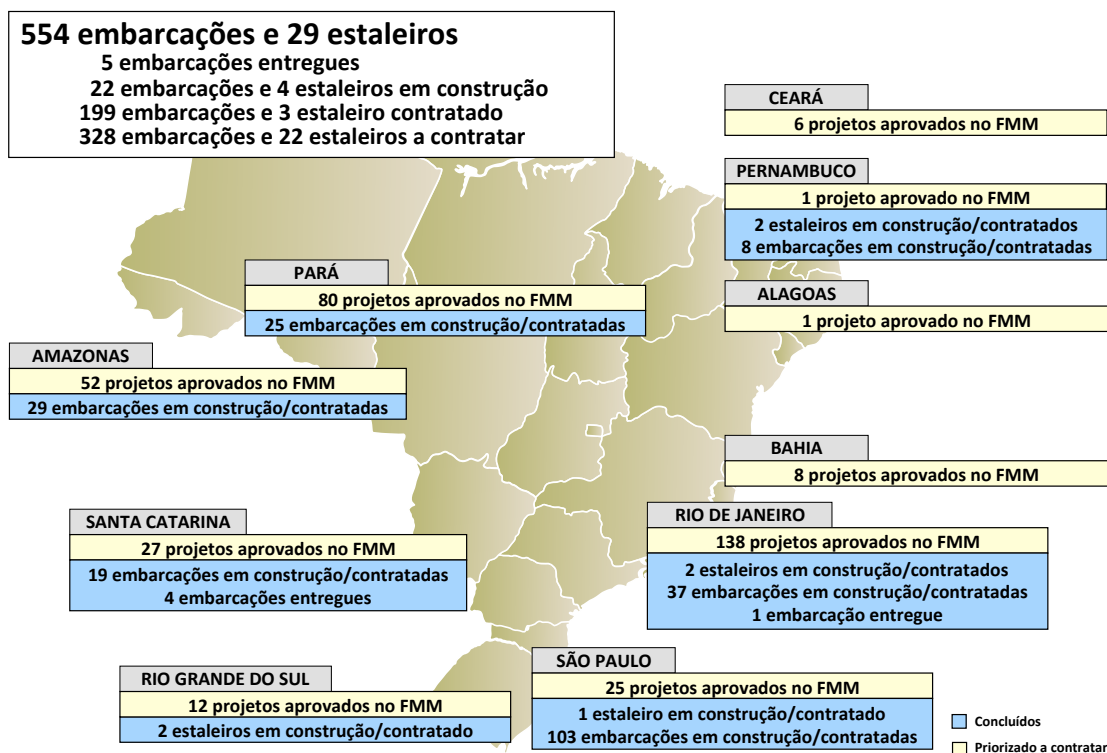 554 embarcações e 29 estaleiros
5 embarcações entregues
22 embarcações e 4 estaleiros em construção
199 embarcações e 3 estaleiro contratado
328 embarcações e 22 estaleiros a contratar
CEARÁ
6 projetos aprovados no FMM
PERNAMBUCO
1 projeto aprovado no FMM
2 estaleiros em construção/contratados
8 embarcações em construção/contratadas
PARÁ
80 projetos aprovados no FMM
25 embarcações em construção/contratadas
ALAGOAS
1 projeto aprovado no FMM
AMAZONAS
52 projetos aprovados no FMM
29 embarcações em construção/contratadas
BAHIA
8 projetos aprovados no FMM
SANTA CATARINA
27 projetos aprovados no FMM
19 embarcações em construção/contratadas
4 embarcações entregues
RIO DE JANEIRO
138 projetos aprovados no FMM
2 estaleiros em construção/contratados
37 embarcações em construção/contratadas
1 embarcação entregue
RIO GRANDE DO SUL
12 projetos aprovados no FMM
2 estaleiros em construção/contratado
SÃO PAULO
25 projetos aprovados no FMM
1 estaleiro em construção/contratado
103 embarcações em construção/contratadas
Concluídos
Priorizado a contratar